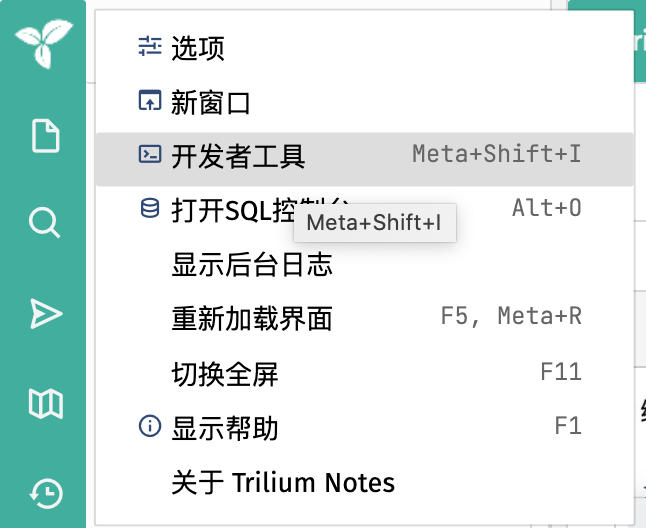 选项
新窗口
开发者工具 Meta+Shift+I
打开SQL控制台 Alt+O
Meta+Shift+I
显示后台日志
重新加载界面 F5, Meta+R
切换全屏 F11
显示帮助 F1
关于 Trilium Notes